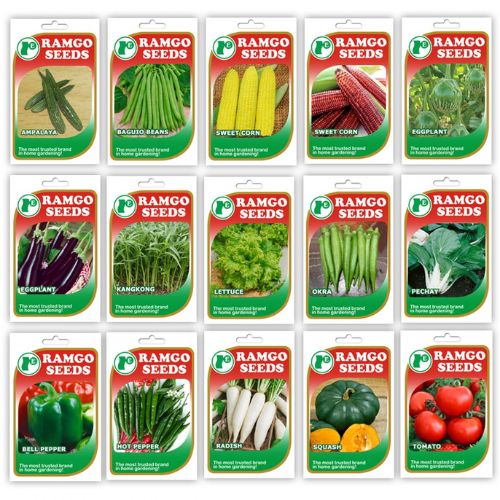 RAMGO
SEEDS
AMPALAYA
The most trusted brand
in home gardening!
RAMGO
SEEDS
BAGUIO BEANS
The most trusted brand
in home gardening!
RAMGO
SEEDS
SWEET CORN
The most trusted brand
in home gardening!
RAMGO
SEEDS
SWEET CORN
The most trusted brand
in home gardening!
RAMGO
SEEDS
EGGPLANT
The most trusted brand
in home gardening!
RAMGO
SEEDS
EGGPLANT
The most trusted brand
in home gardening!
RAMGO
SEEDS
KANGKONG
The most trusted brand
in home gardening!
RAMGO
SEEDS
LETTUCE
The most trusted brand
in home gardening!
RAMGO
SEEDS
OKRA
The most trusted brand
in home gardening!
RAMGO
SEEDS
PECHAY
The most trusted brand
in home gardening!
RAMGO
SEEDS
BELL PEPPER
The most trusted brand
in home gardening!
RAMGO
SEEDS
HOT PEPPER
The most trusted brand
in home gardening!
RAMGO
SEEDS
RADISH
The most trusted brand
in home gardening!
RAMGO
SEEDS
SQUASH
The most trusted brand
in home gardening!
RAMGO
SEEDS
TOMATO
The most trusted brand
in home gardening!